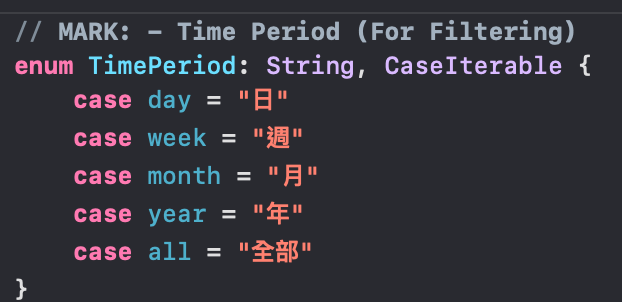 // MARK: - Time Period (For Filtering)
enum TimePeriod: String, CaseIterable {
    case day = "日"
    case week = "週"
    case month = "月"
    case year = "年"
    case all = "全部"
}